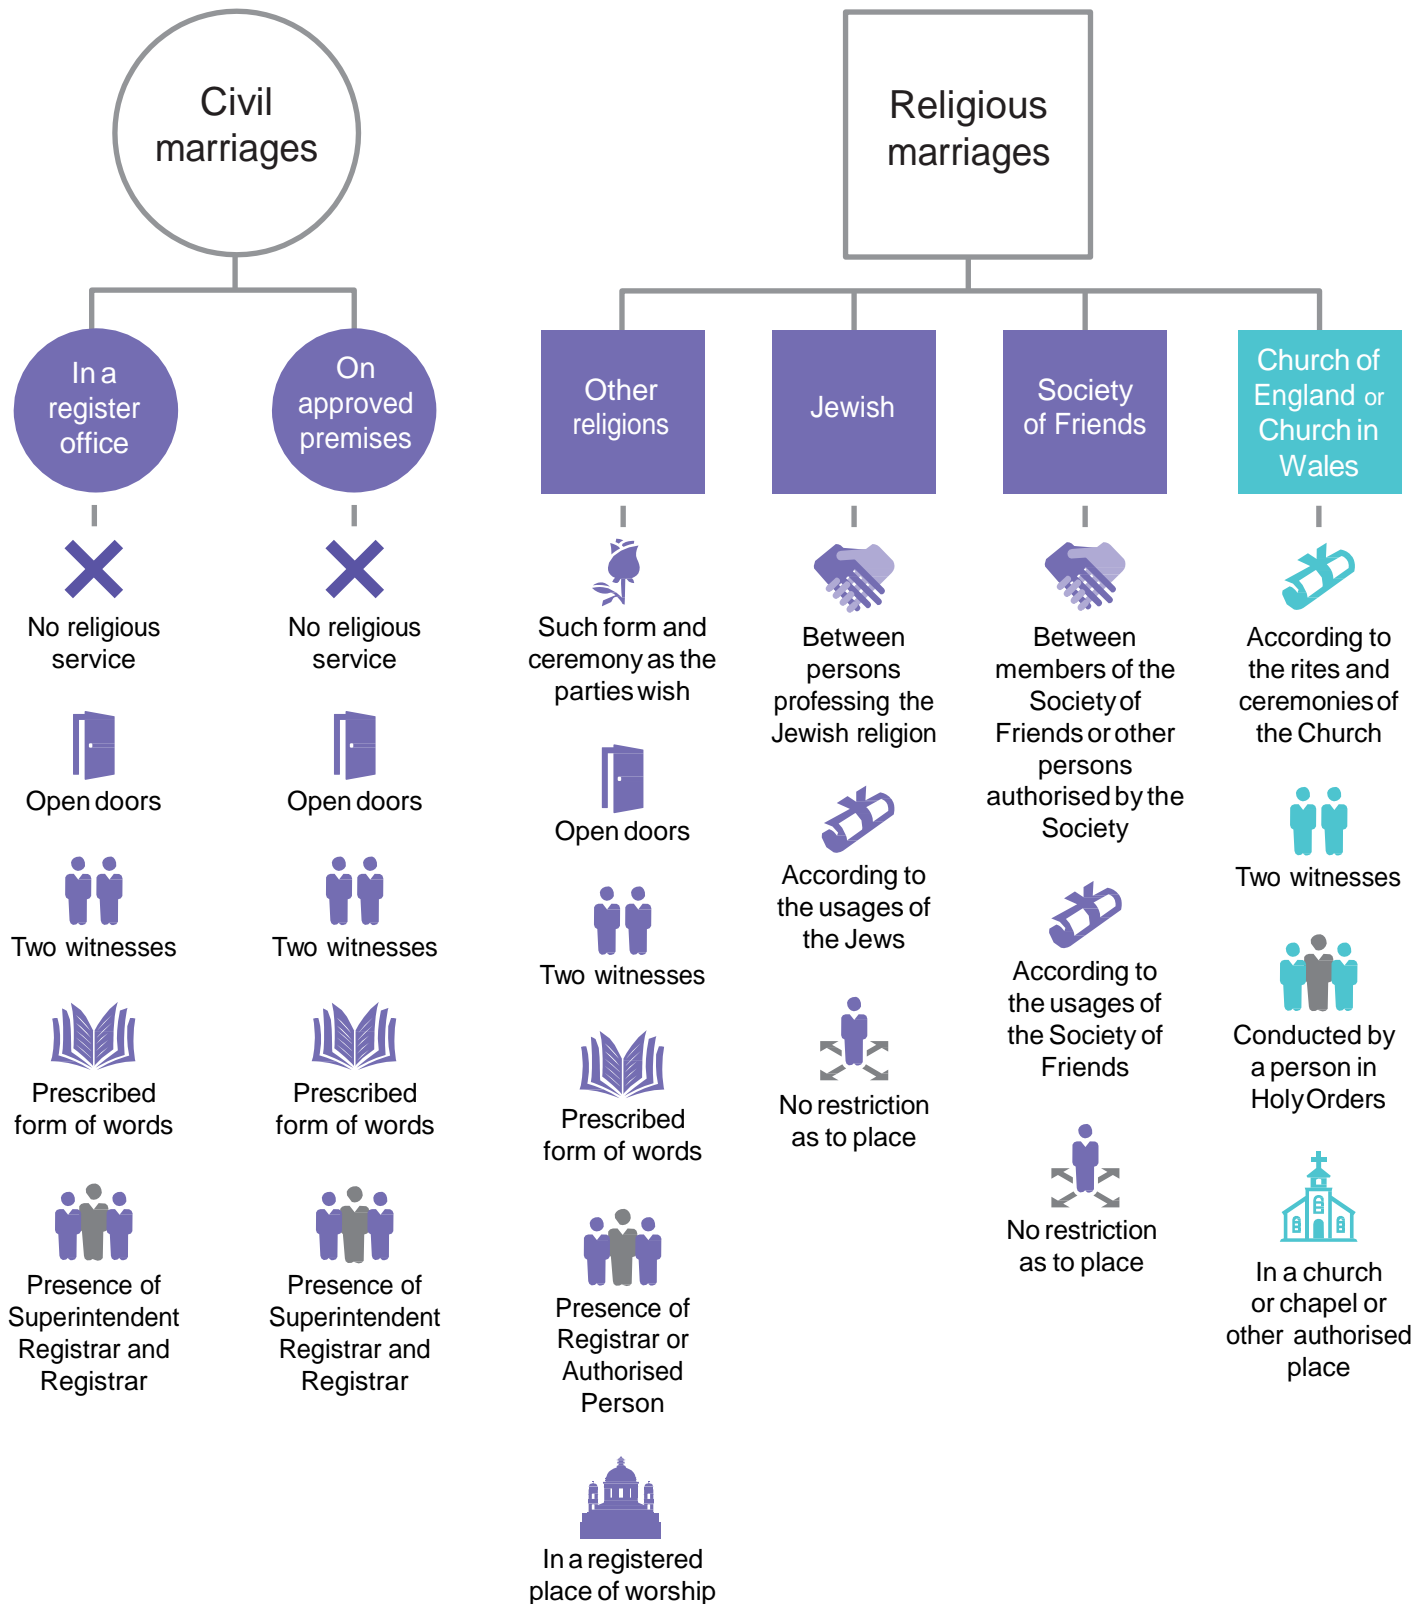 Civil
marriages
Religious
marriages
In a
register
office
On
approved
premises
Other
religions
Jewish
Society
of Friends
Church of
England or
Church in
Wales
No religious
service
Open doors
Two witnesses
Prescribed
form of words
Presence of
Superintendent
Registrar and
Registrar
No religious
service
Open doors
Two witnesses
Prescribed
form of words
Presence of
Superintendent
Registrar and
Registrar
Such form and
ceremony as the
parties wish
Open doors
Two witnesses
Prescribed
form of words
Presence of
Registrar or
Authorised
Person
In a registered
place of worship
Between
persons
professing the
Jewish religion
According to
the usages of
the Jews
No restriction
as to place
Between
members of the
Society of
Friends or other
persons
authorised by the
Society
According to
the usages of
the Society of
Friends
No restriction
as to place
According to
the rites and
ceremonies of
the Church
Two witnesses
Conducted by
a person in
Holy Orders
In a church
or chapel or
other authorised
place